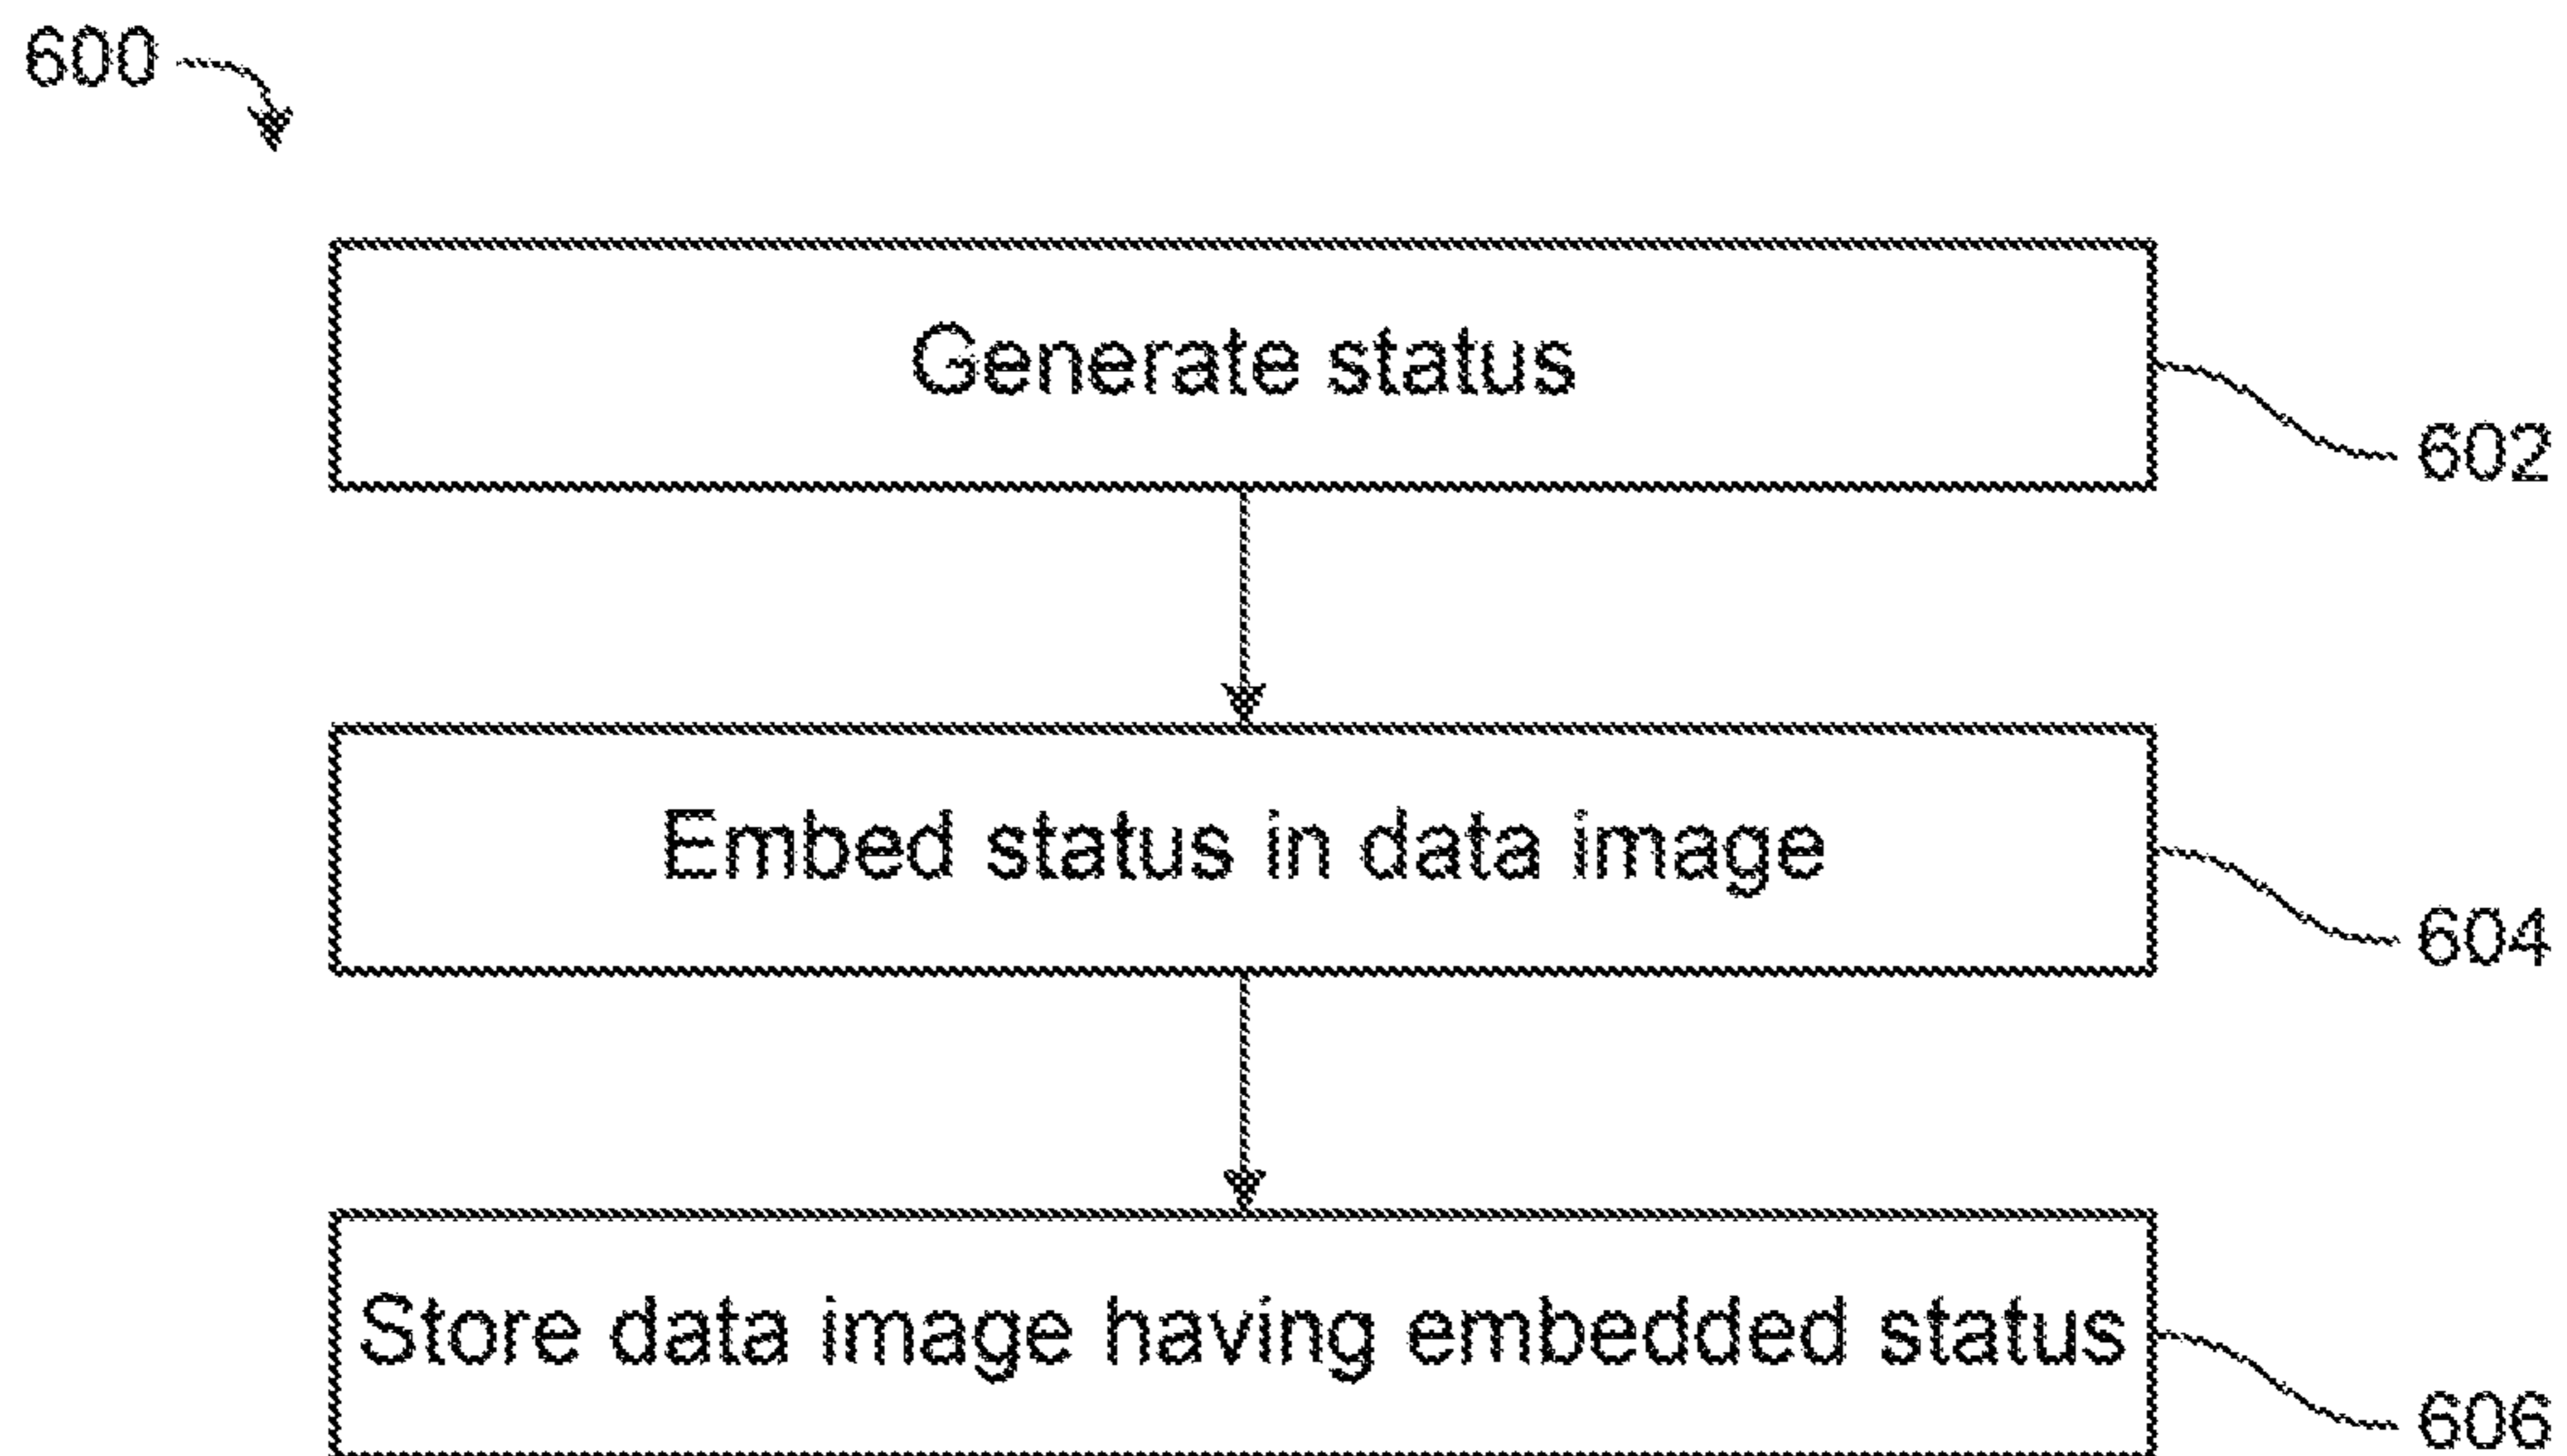 600
Generate status
602
Embed status in data image
604
Store data image having embedded status
606